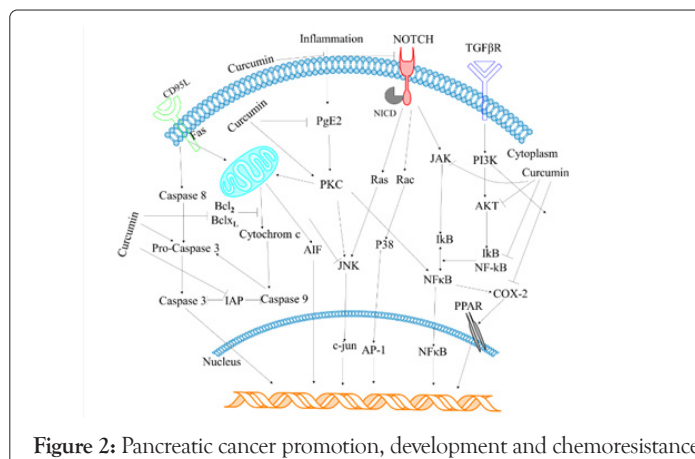 Inflammation
NOTCH
TGFβR
Curcumin
CD95L
NICD
Fas
Curcumin
PgE2
Cytoplasm
JAK
PI3K
Curcumin
PKC
Ras
Rac
Caspase 8
Bcl2
BclxL
AKT
Curcumin
Cytochrom c
Pro-Caspase 3
AIF
P38
IkB
IkB
NF-kB
JNK
NFκB
COX-2
Caspase 3
IAP
Caspase 9
PPAR
Nucleus
c-jun
AP-1
NFκB
Figure 2: Pancreatic cancer promotion, development and chemoresistance